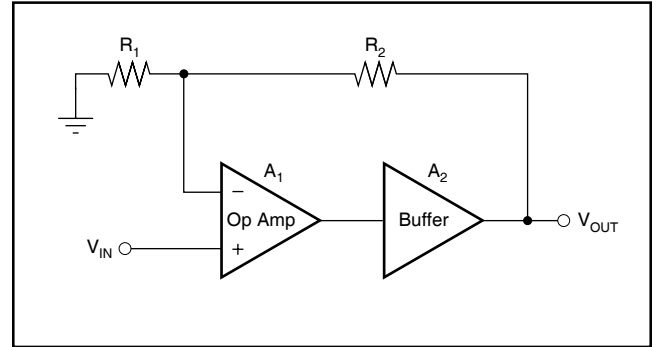 R1
R2
A1
A2
−
Op Amp
Buffer
VOUT
VIN
+